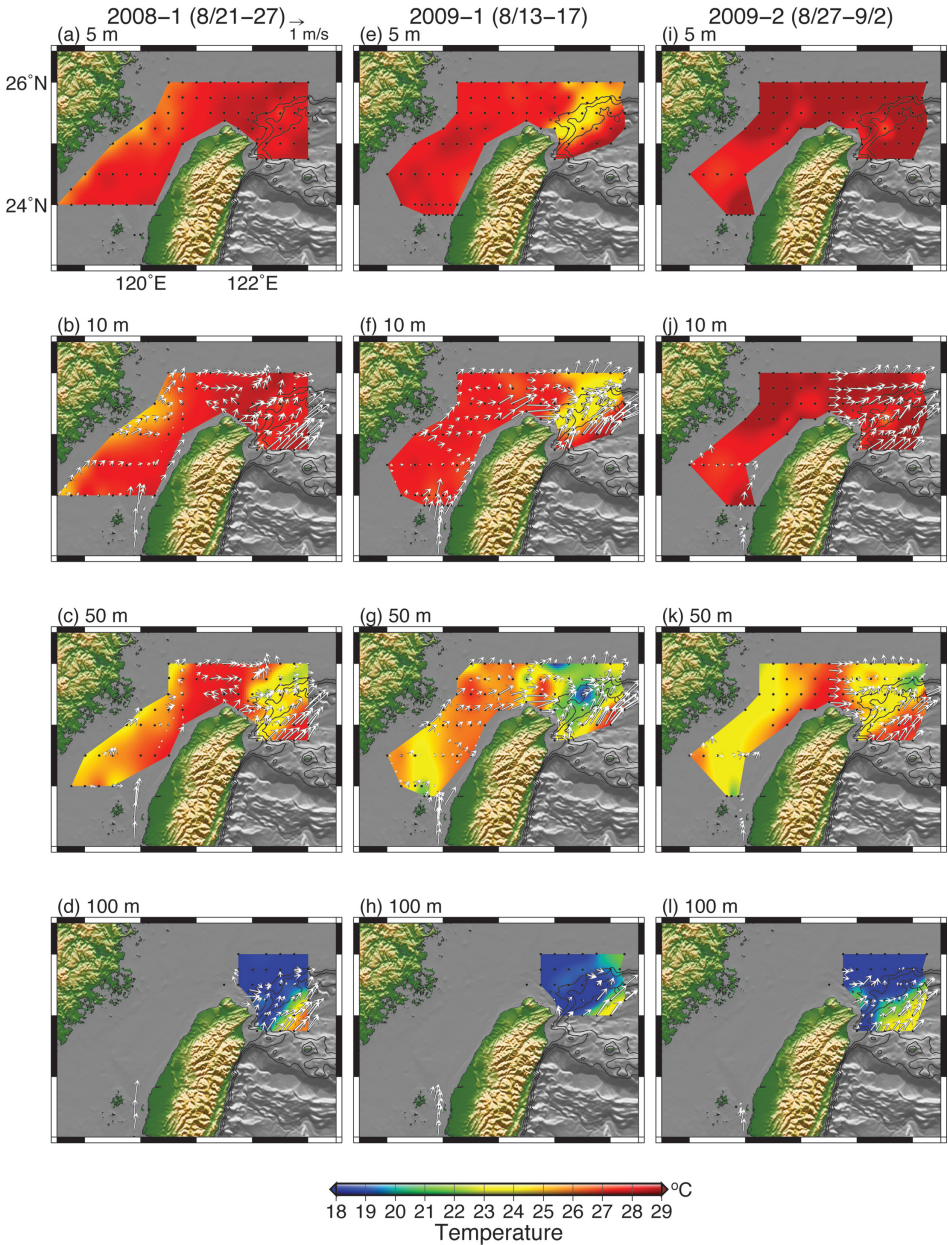 2008-1 (8/21-27)
2009-1 (8/13-17)
2009-2 (8/27-9/2)
(a) 5 m
1 m/s
(e) 5 m
(i) 5 m
26°N
24°N
120°E
122°E
(b) 10 m
(f) 10 m
(j) 10 m
(c) 50 m
(g) 50 m
(k) 50 m
(d) 100 m
(h) 100 m
(l) 100 m
18 19 20 21 22 23 24 25 26 27 28 29
°C
Temperature